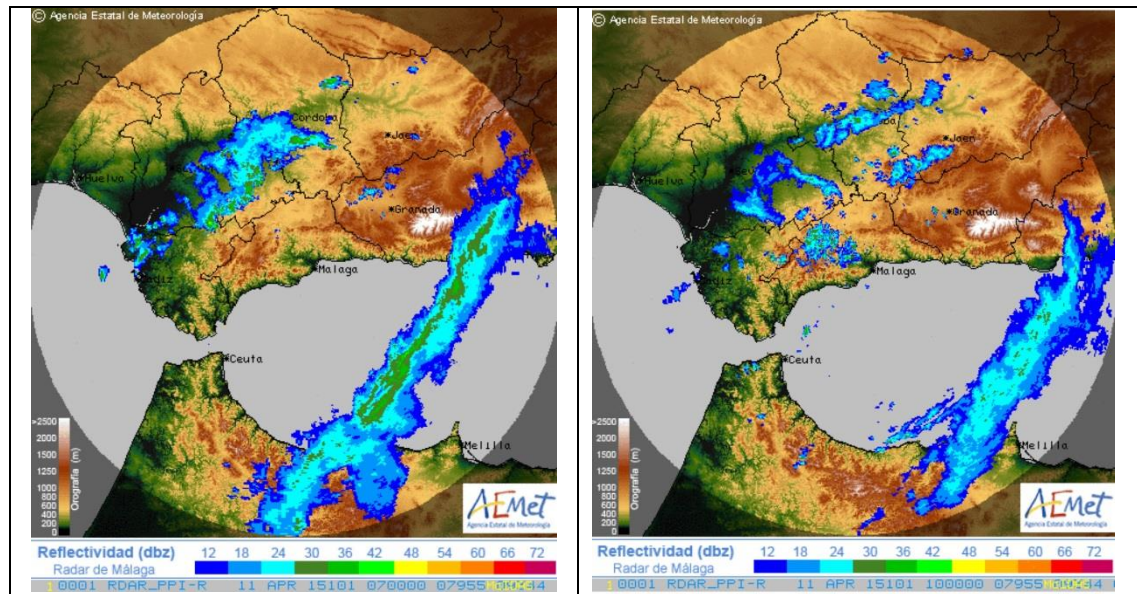 © Agencia Estatal de Meteorología
Cordoba
Jaen
Huelva
Granada
Malaga
Ceuta
Melilla
>2500
2000
1500
1250
1000
800
600
400
200
0
Orografía (m)
AEmet
Agencia Estatal de Meteorología
Reflectividad (dbz) 12 18 24 30 36 42 48 54 60 66 72
Radar de Málaga
1 0001 RDAR_PPI-R 11 APR 15101 070000 07955
© Agencia Estatal de Meteorología
Jaen
Huelva
Granada
Malaga
Ceuta
Melilla
>2500
2000
1500
1250
1000
800
600
400
200
0
Orografía (m)
AEmet
Agencia Estatal de Meteorología
Reflectividad (dbz) 12 18 24 30 36 42 48 54 60 66 72
Radar de Málaga
1 0001 RDAR_PPI-R 11 APR 15101 100000 07955